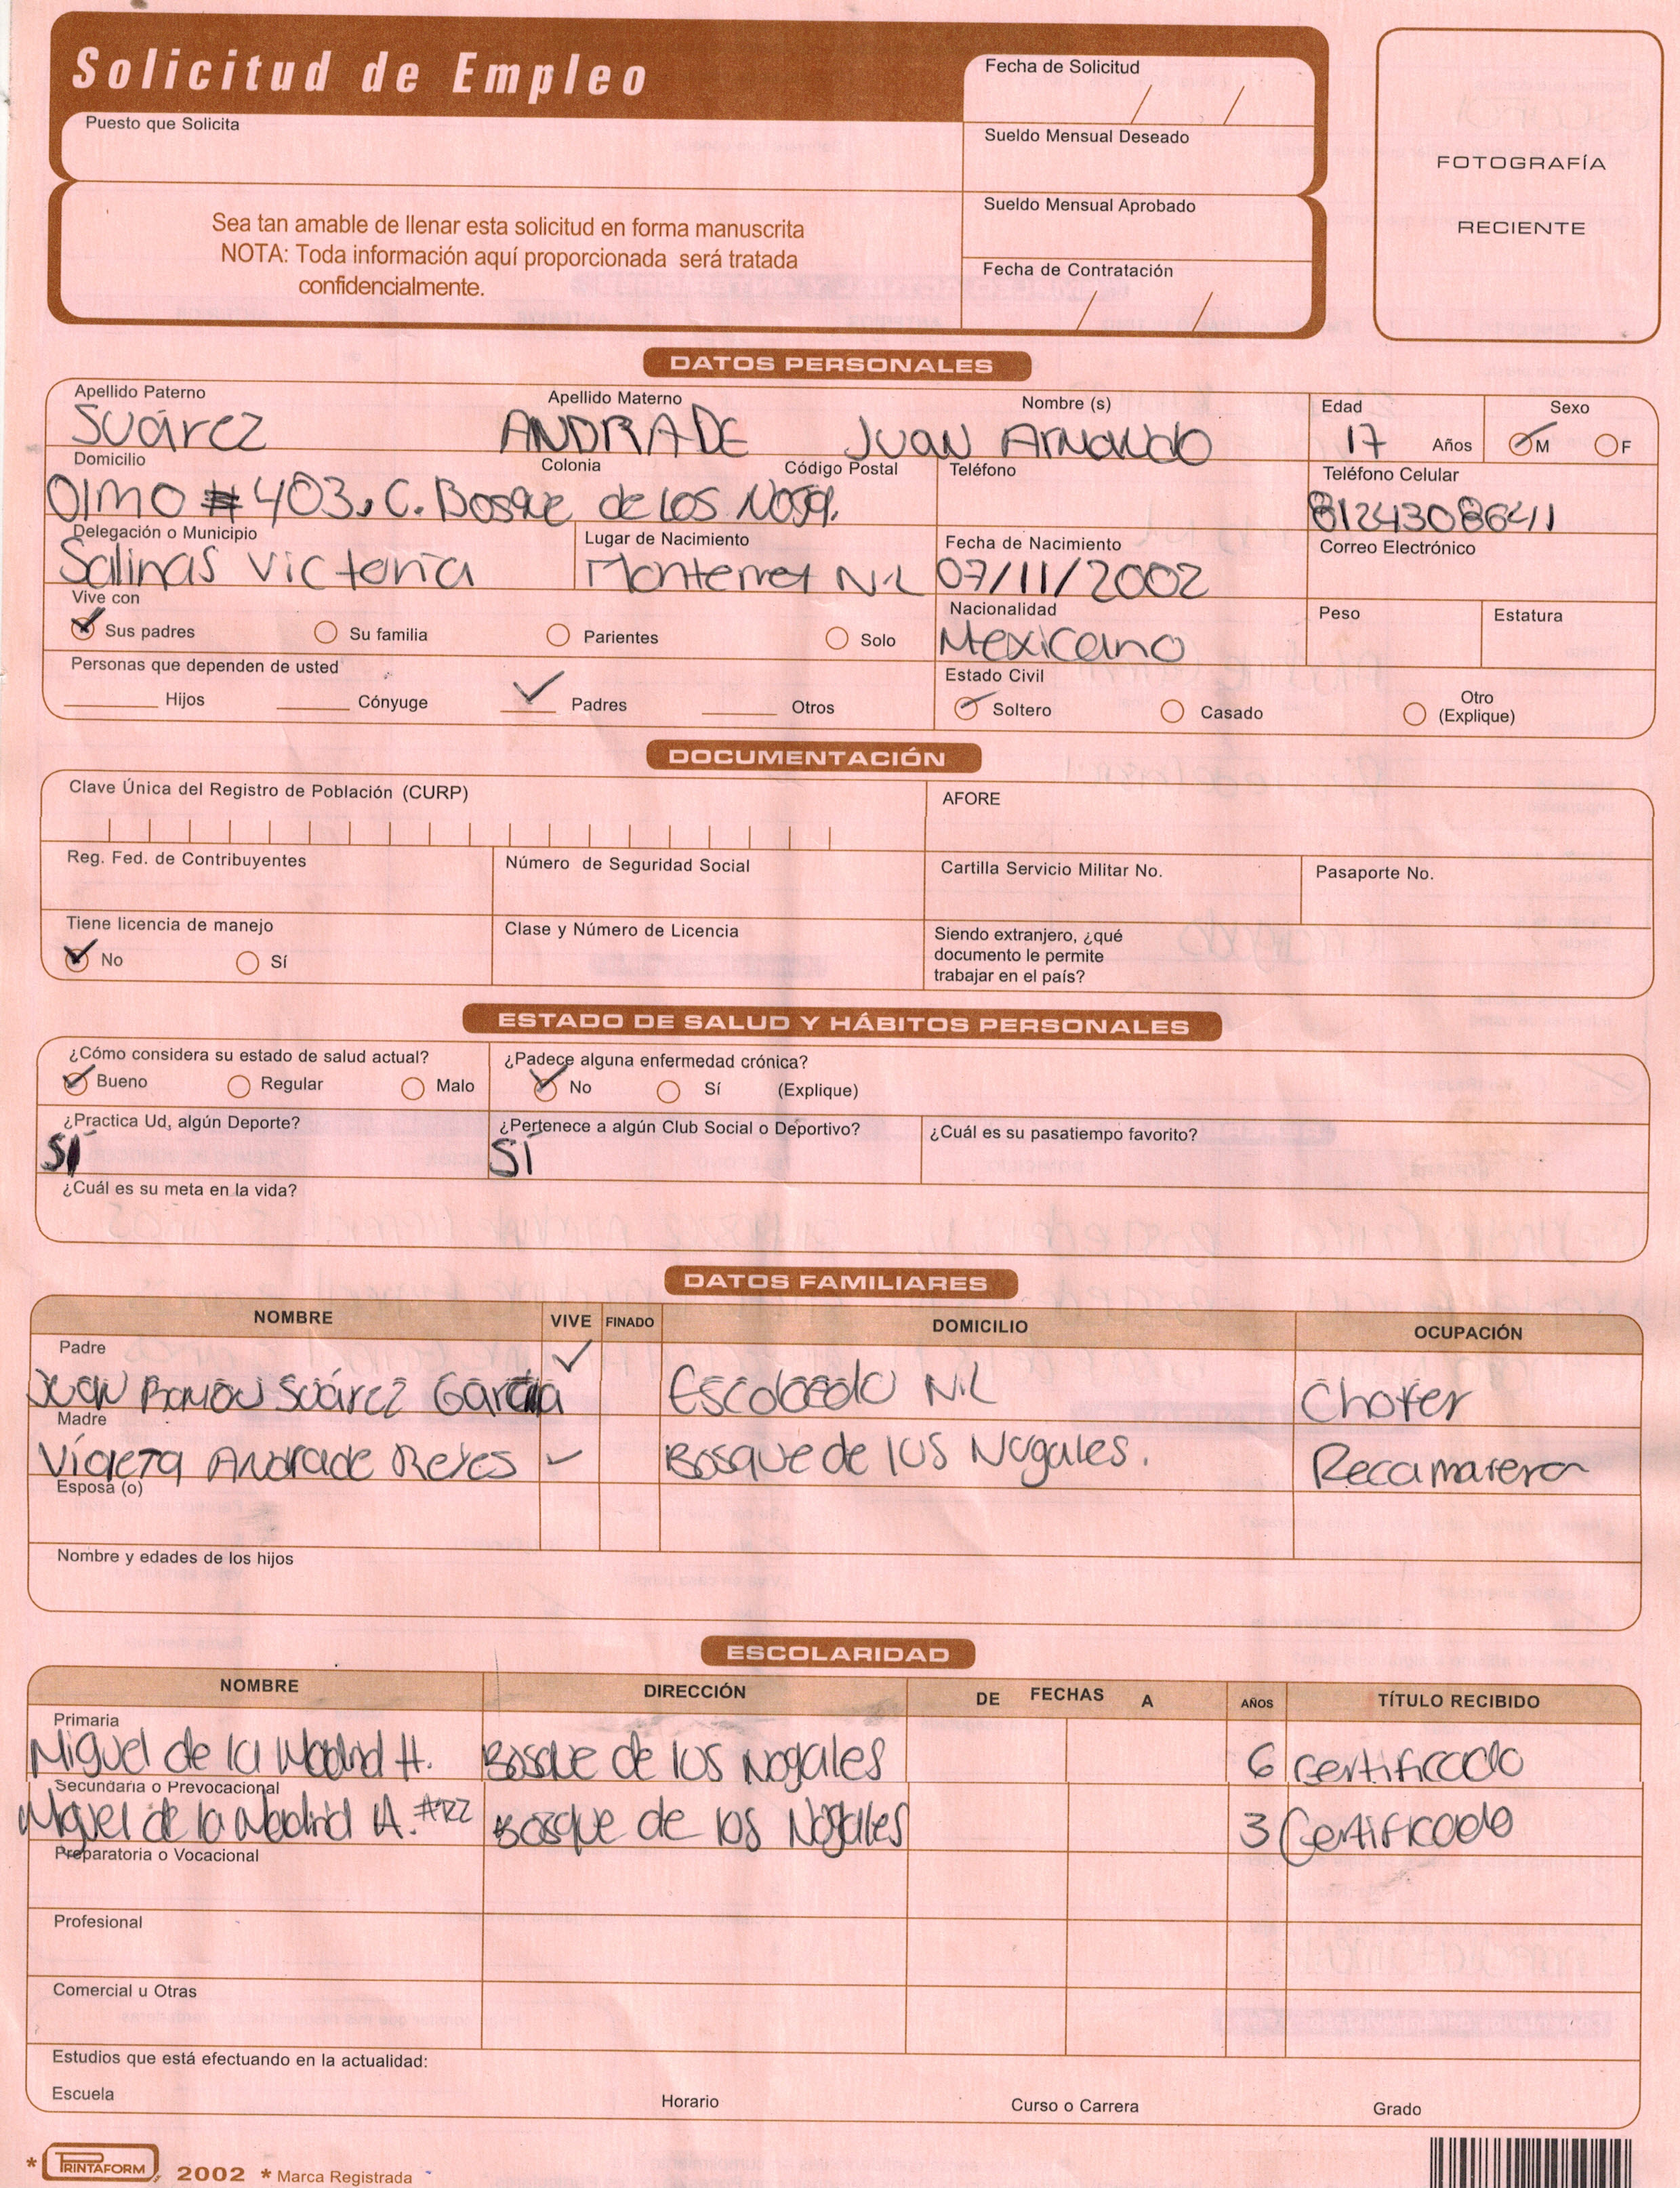 Solicitud de Empleo
Fecha de Solicitud
/ /
Puesto que Solicita
Sueldo Mensual Deseado
FOTOGRAFÍA
RECIENTE
Sueldo Mensual Aprobado
Sea tan amable de llenar esta solicitud en forma manuscrita
NOTA: Toda información aquí proporcionada será tratada
confidencialmente.
Fecha de Contratación
/ /
DATOS PERSONALES
Apellido Paterno Apellido Materno Nombre (s) Edad Sexo
Suárez ANDRADE Juan Arnoldo 17 Años M F
Domicilio Colonia Código Postal Teléfono Teléfono Celular
Olmo #403, C. Bosque de los Nogal. 8124308641
Delegación o Municipio Lugar de Nacimiento Fecha de Nacimiento Correo Electrónico
Salinas Victoria Monterrey N.L 07/11/2002
Vive con Nacionalidad Peso Estatura
Sus padres Su familia Parientes Solo Mexicano
Personas que dependen de usted Estado Civil
Hijos Cónyuge Padres Otros Soltero Casado Otro (Explique)
DOCUMENTACIÓN
Clave Única del Registro de Población (CURP) AFORE
Reg. Fed. de Contribuyentes Número de Seguridad Social Cartilla Servicio Militar No. Pasaporte No.
Tiene licencia de manejo Clase y Número de Licencia Siendo extranjero, ¿qué
documento le permite
trabajar en el país?
No Sí
ESTADO DE SALUD Y HÁBITOS PERSONALES
¿Cómo considera su estado de salud actual? ¿Padece alguna enfermedad crónica?
Bueno Regular Malo No Sí (Explique)
¿Practica Ud, algún Deporte? ¿Pertenece a algún Club Social o Deportivo? ¿Cuál es su pasatiempo favorito?
SÍ SÍ
¿Cuál es su meta en la vida?
DATOS FAMILIARES
NOMBRE VIVE FINADO DOMICILIO OCUPACIÓN
Padre
Juan Ramón Suárez García Escobedo N.L Chofer
Madre
Violeta Andrade Reyes Bosque de los Nogales. Recamarera
Esposa (o)
Nombre y edades de los hijos
ESCOLARIDAD
NOMBRE DIRECCIÓN DE FECHAS A AÑOS TÍTULO RECIBIDO
Primaria
Miguel de la Madrid H. Bosque de los Nogales 6 Certificado
Secundaria o Prevocacional
Miguel de la Madrid H. #122 Bosque de los Nogales 3 Certificado
Preparatoria o Vocacional
Profesional
Comercial u Otras
Estudios que está efectuando en la actualidad:
Escuela Horario Curso o Carrera Grado
* PRINTAFORM 2002 * Marca Registrada